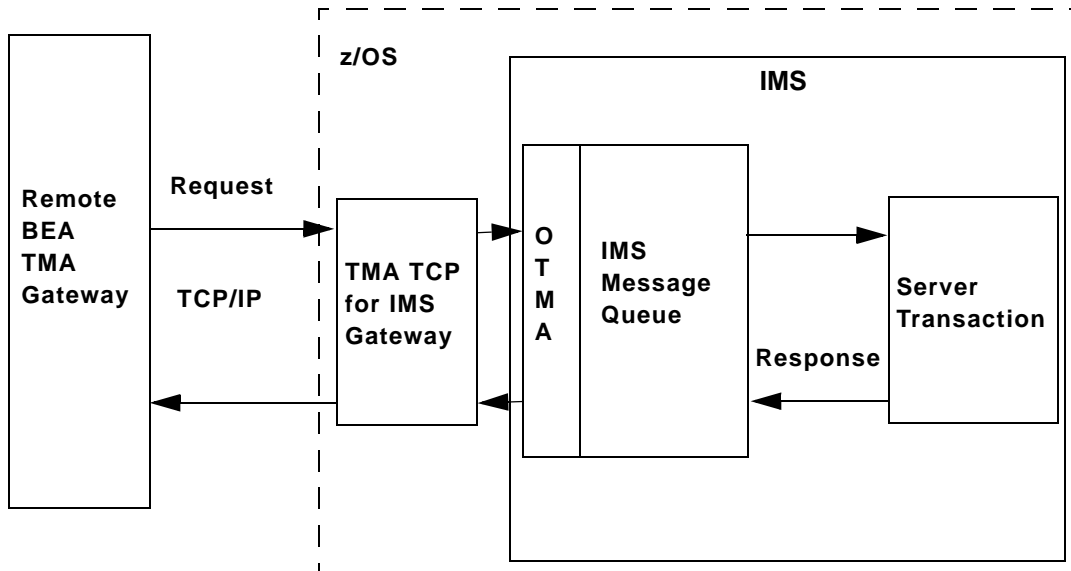 z/OS
IMS
Request
Remote
BEA
TMA
Gateway
TCP/IP
TMA TCP
for IMS
Gateway
O
T
M
A
IMS
Message
Queue
Server
Transaction
Response